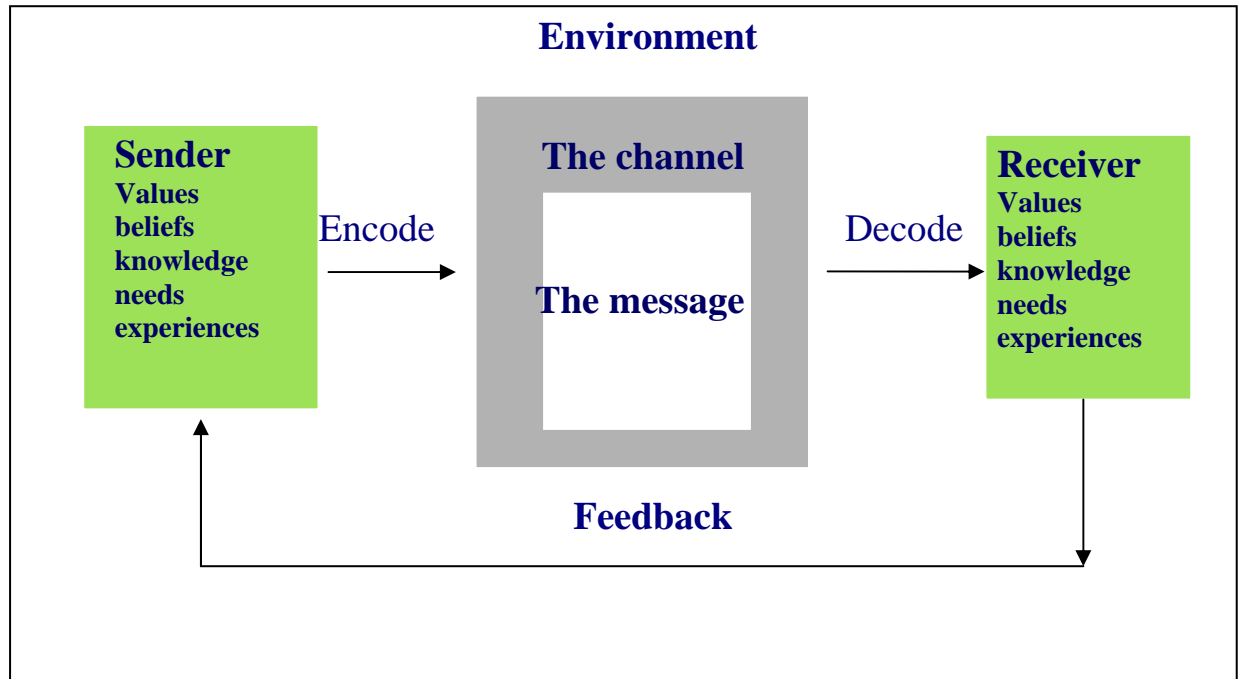 Environment
Sender
Values
beliefs
knowledge
needs
experiences
Encode
The channel
The message
Decode
Receiver
Values
beliefs
knowledge
needs
experiences
Feedback